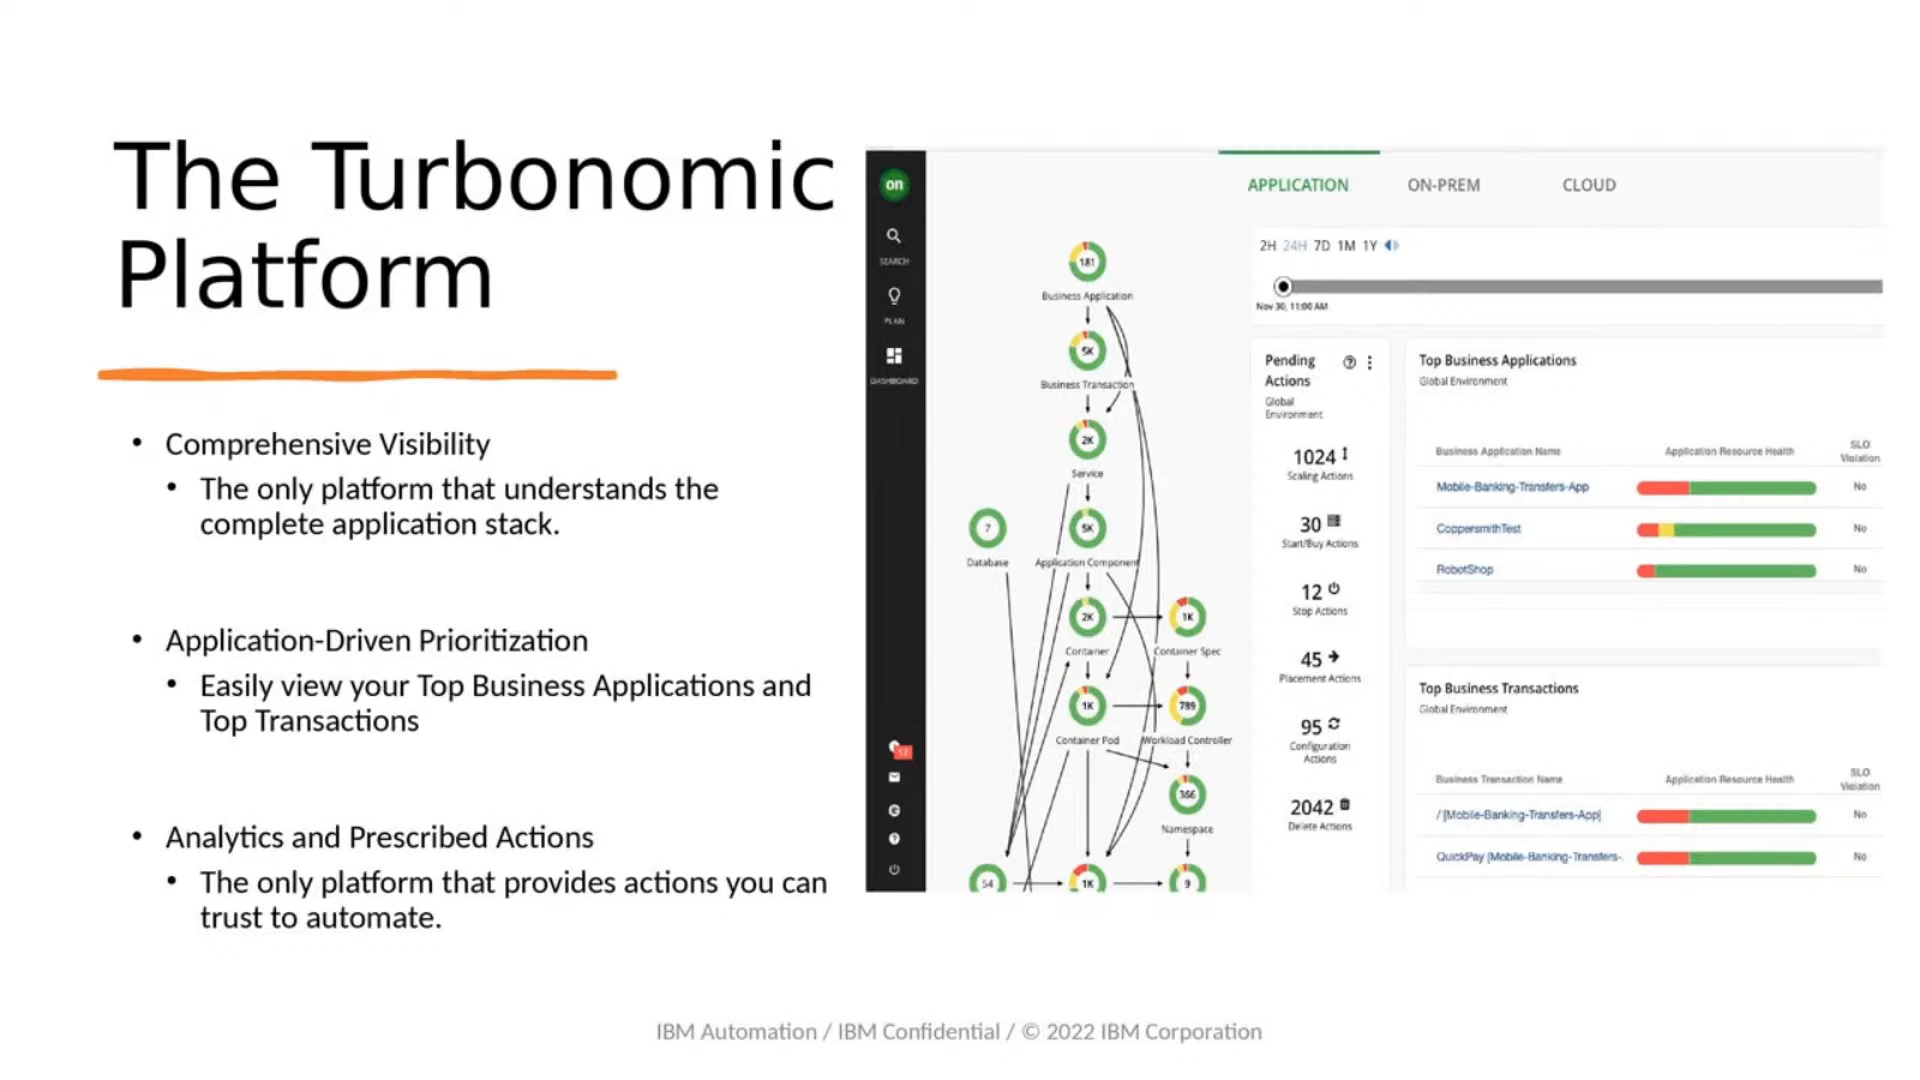 The Turbonomic
Platform
• Comprehensive Visibility
• The only platform that understands the
complete application stack.
• Application-Driven Prioritization
• Easily view your Top Business Applications and
Top Transactions
• Analytics and Prescribed Actions
• The only platform that provides actions you can
trust to automate.
on
SEARCH
PLAN
DASHBOARD
12
APPLICATION ON-PREM CLOUD
181
Business Application
5K
Business Transaction
2K
Service
7
Database
5K
Application Component
2K
Container
1K
Container Spec
1K
Container Pod
789
Workload Controller
366
Namespace
54
1K
9
2H 24H 7D 1M 1Y
Nov 30, 11:00 AM
Pending
Actions
Global
Environment
1024
Scaling Actions
30
Start/Buy Actions
12
Stop Actions
45
Placement Actions
95
Configuration
Actions
2042
Delete Actions
Top Business Applications
Global Environment
Business Application Name Application Resource Health SLO
Violation
Mobile-Banking-Transfers-App No
CoppersmithTest No
RobotShop No
Top Business Transactions
Global Environment
Business Transaction Name Application Resource Health SLO
Violation
/ [Mobile-Banking-Transfers-App] No
QuickPay [Mobile-Banking-Transfers-. No
IBM Automation / IBM Confidential / © 2022 IBM Corporation